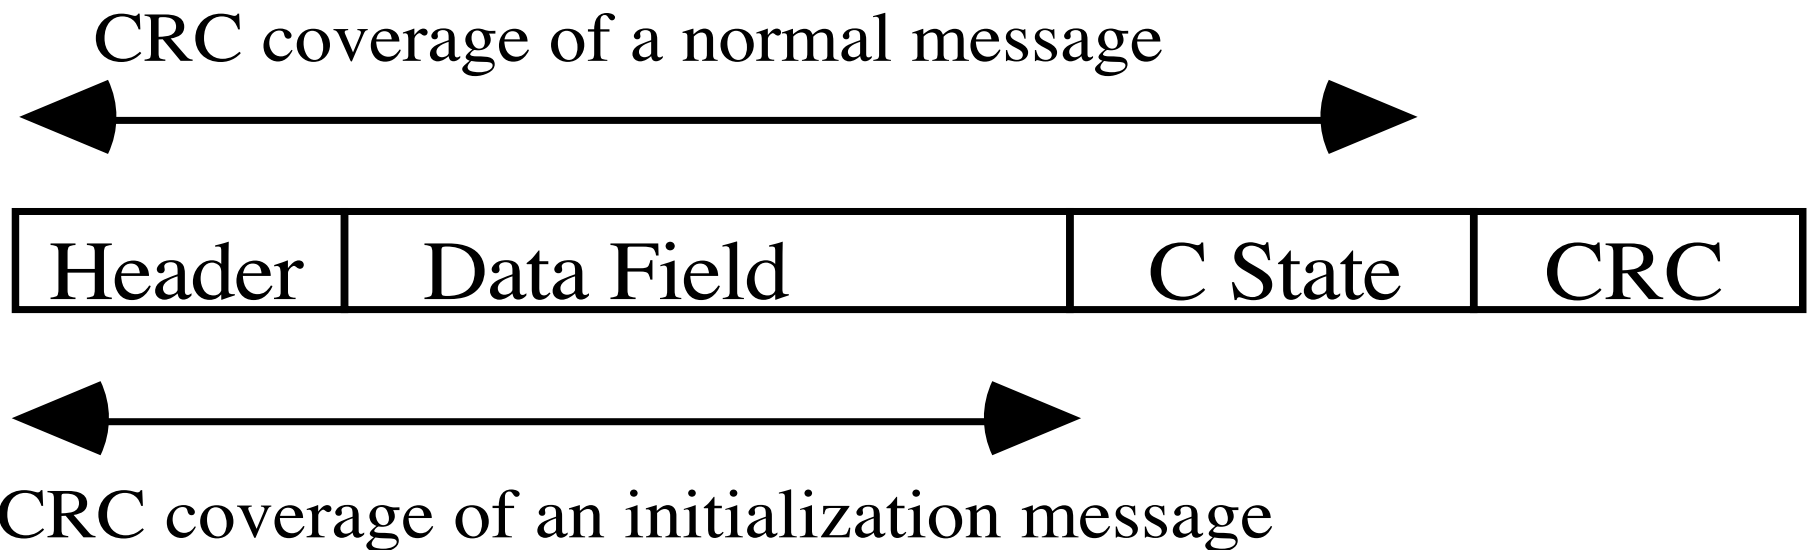 CRC coverage of a normal message
Header Data Field C State CRC
CRC coverage of an initialization message